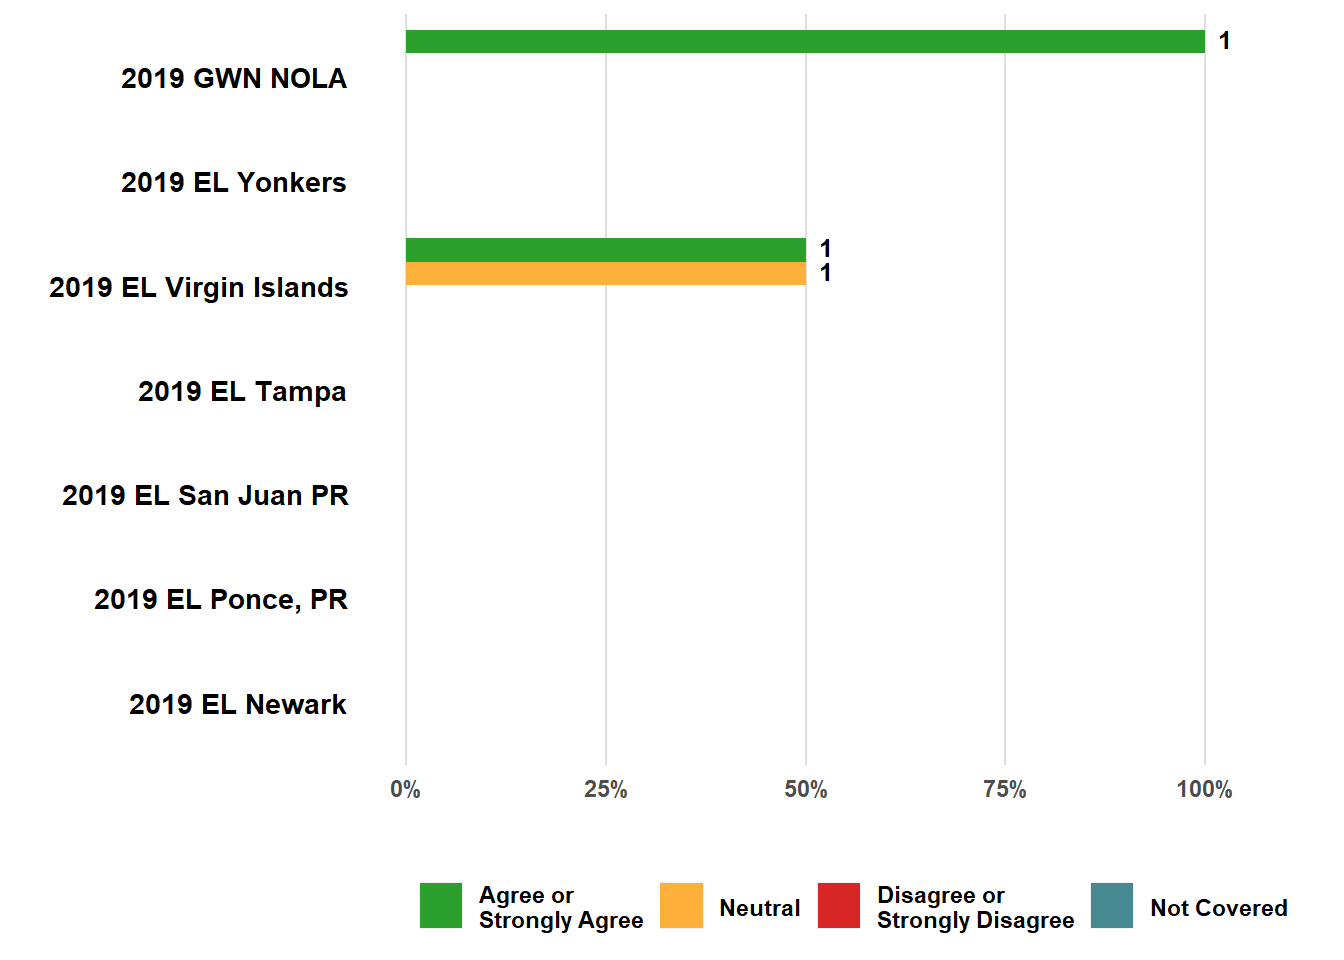 1
2019 GWN NOLA
2019 EL Yonkers
1
1
2019 EL Virgin Islands
2019 EL Tampa
2019 EL San Juan PR
2019 EL Ponce, PR
2019 EL Newark
0% 25% 50% 75% 100%
Agree or
Strongly Agree
Neutral
Disagree or
Strongly Disagree
Not Covered